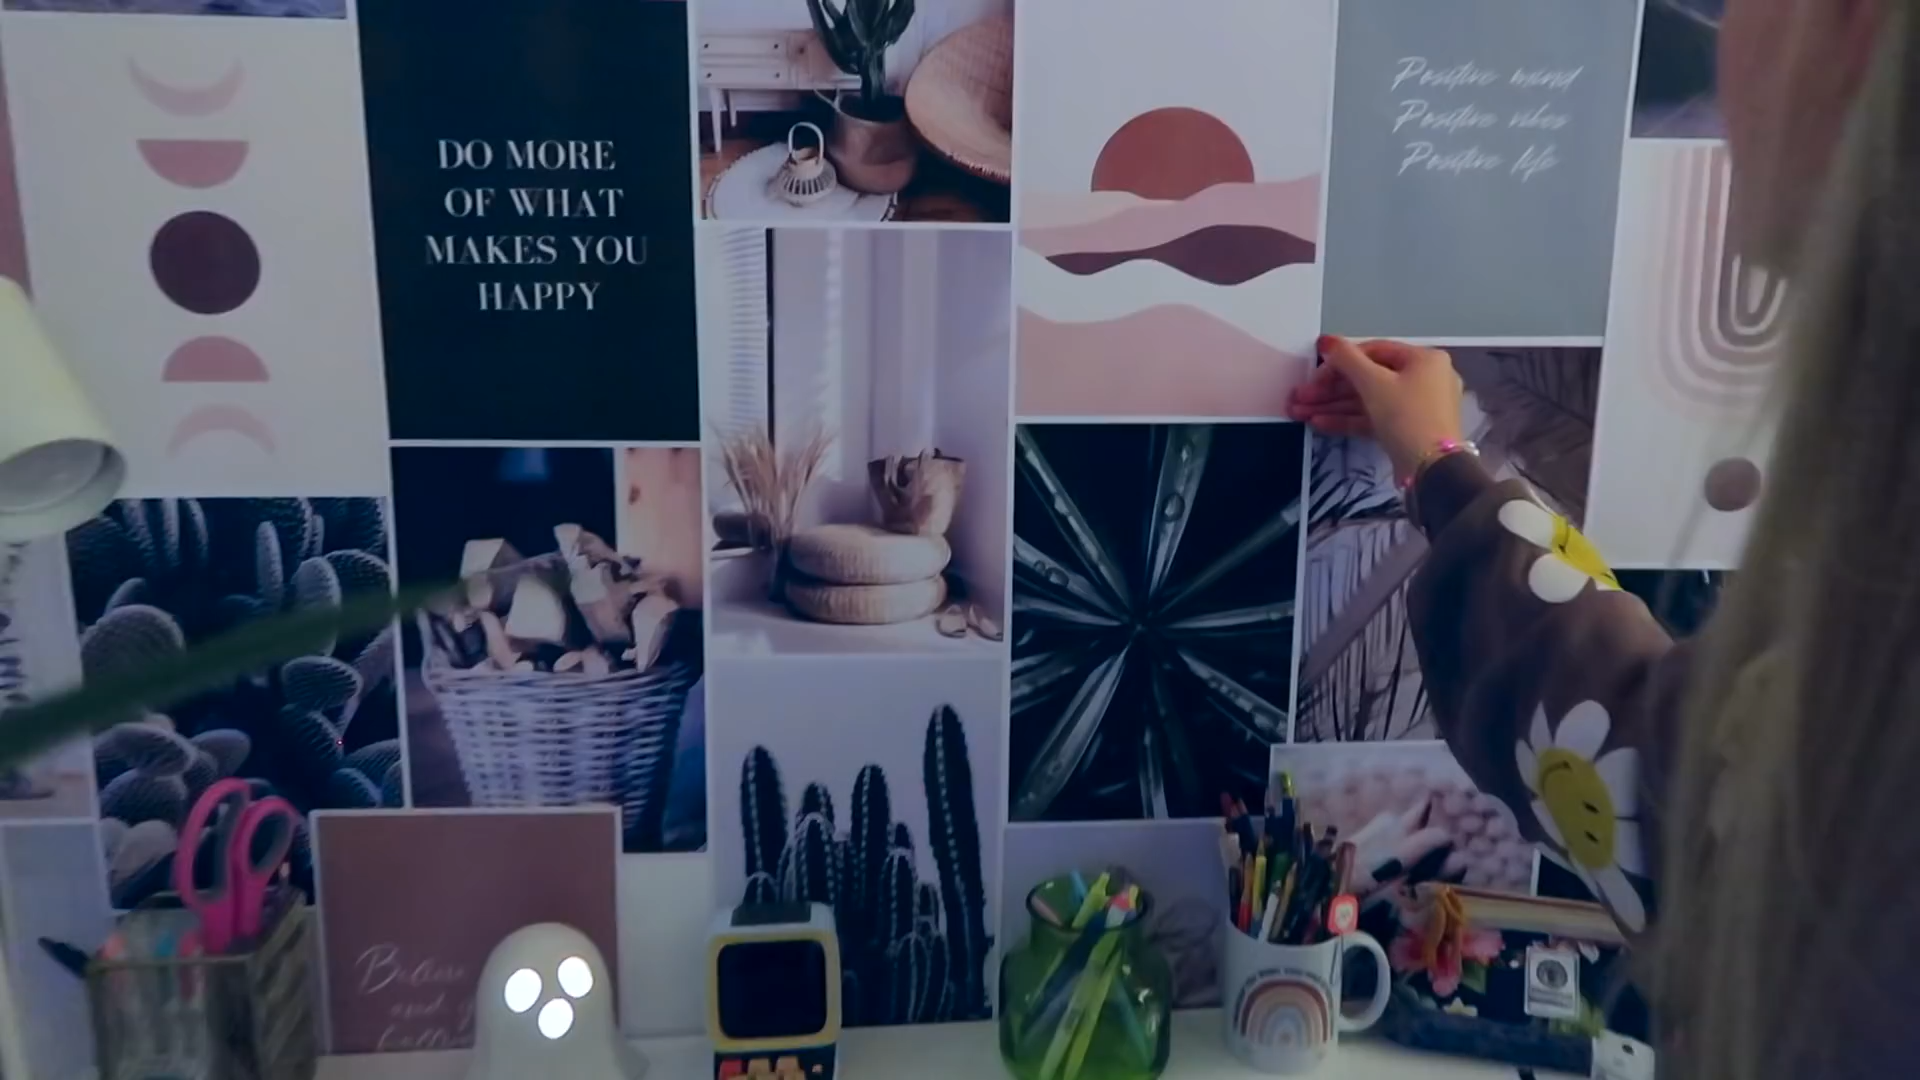 DO MORE
OF WHAT
MAKES YOU
HAPPY
Positive mind
Positive vibes
Positive life